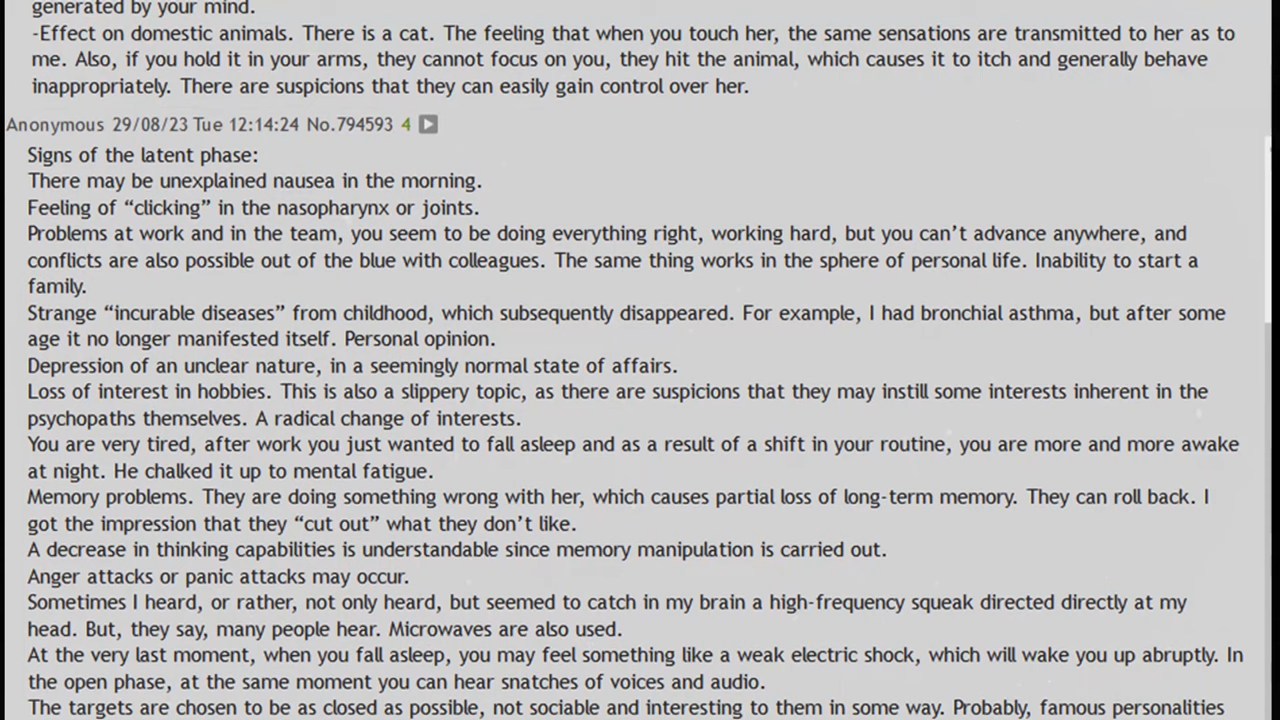 generated by your mind.
-Effect on domestic animals. There is a cat. The feeling that when you touch her, the same sensations are transmitted to her as to
me. Also, if you hold it in your arms, they cannot focus on you, they hit the animal, which causes it to itch and generally behave
inappropriately. There are suspicions that they can easily gain control over her.
Anonymous 29/08/23 Tue 12:14:24 No.794593 4
Signs of the latent phase:
There may be unexplained nausea in the morning.
Feeling of “clicking” in the nasopharynx or joints.
Problems at work and in the team, you seem to be doing everything right, working hard, but you can’t advance anywhere, and
conflicts are also possible out of the blue with colleagues. The same thing works in the sphere of personal life. Inability to start a
family.
Strange “incurable diseases” from childhood, which subsequently disappeared. For example, I had bronchial asthma, but after some
age it no longer manifested itself. Personal opinion.
Depression of an unclear nature, in a seemingly normal state of affairs.
Loss of interest in hobbies. This is also a slippery topic, as there are suspicions that they may instill some interests inherent in the
psychopaths themselves. A radical change of interests.
You are very tired, after work you just wanted to fall asleep and as a result of a shift in your routine, you are more and more awake
at night. He chalked it up to mental fatigue.
Memory problems. They are doing something wrong with her, which causes partial loss of long-term memory. They can roll back. I
got the impression that they “cut out” what they don’t like.
A decrease in thinking capabilities is understandable since memory manipulation is carried out.
Anger attacks or panic attacks may occur.
Sometimes I heard, or rather, not only heard, but seemed to catch in my brain a high-frequency squeak directed directly at my
head. But, they say, many people hear. Microwaves are also used.
At the very last moment, when you fall asleep, you may feel something like a weak electric shock, which will wake you up abruptly. In
the open phase, at the same moment you can hear snatches of voices and audio.
The targets are chosen to be as closed as possible, not sociable and interesting to them in some way. Probably, famous personalities